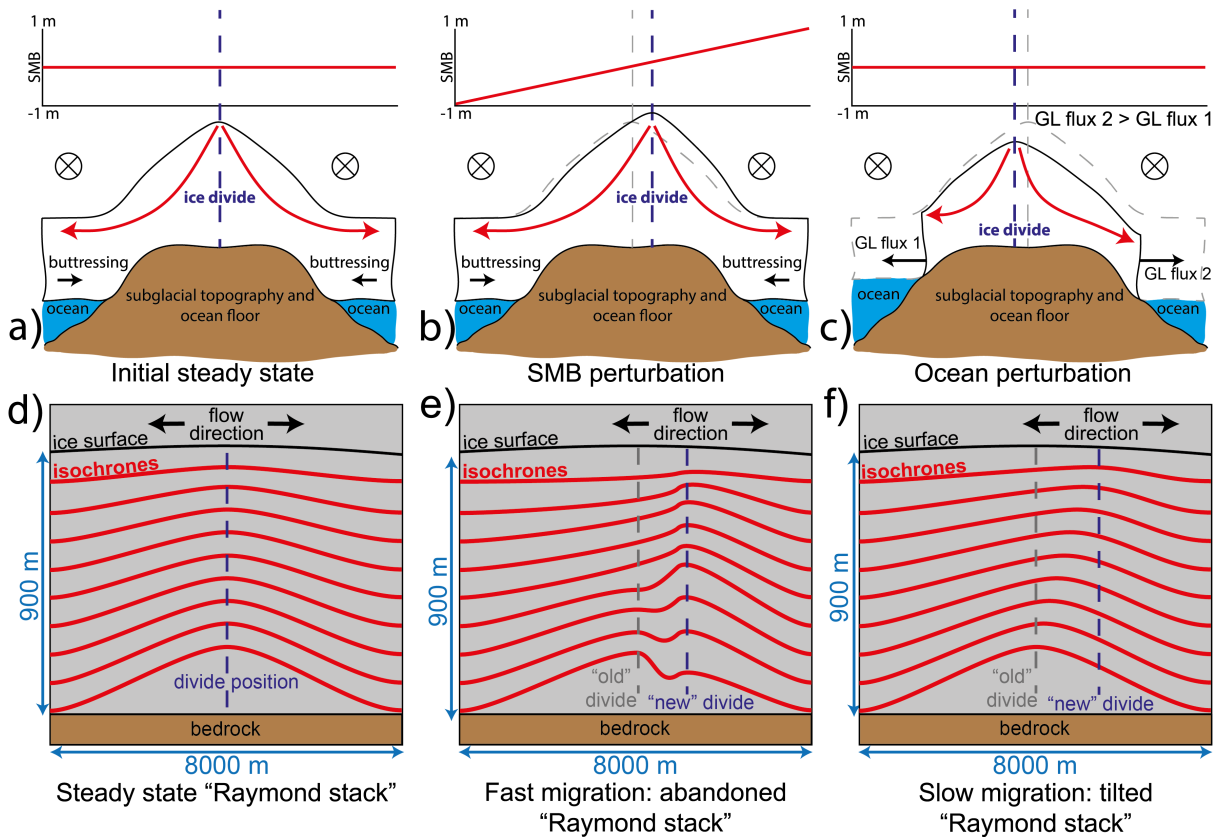 1 m
SMB
-1 m
ice divide
buttressing
buttressing
ocean
subglacial topography and
ocean floor
ocean
a)
Initial steady state
1 m
SMB
-1 m
ice divide
buttressing
buttressing
ocean
subglacial topography and
ocean floor
ocean
b)
SMB perturbation
1 m
SMB
-1 m
GL flux 2 > GL flux 1
ice divide
GL flux 1
GL flux 2
ocean
subglacial topography and
ocean floor
ocean
c)
Ocean perturbation
d)
flow
direction
ice surface
isochrones
900 m
divide position
bedrock
8000 m
Steady state “Raymond stack”
e)
flow
direction
ice surface
isochrones
900 m
“old”
divide
“new” divide
bedrock
8000 m
Fast migration: abandoned
“Raymond stack”
f)
flow
direction
ice surface
isochrones
900 m
“old”
divide
“new” divide
bedrock
8000 m
Slow migration: tilted
“Raymond stack”